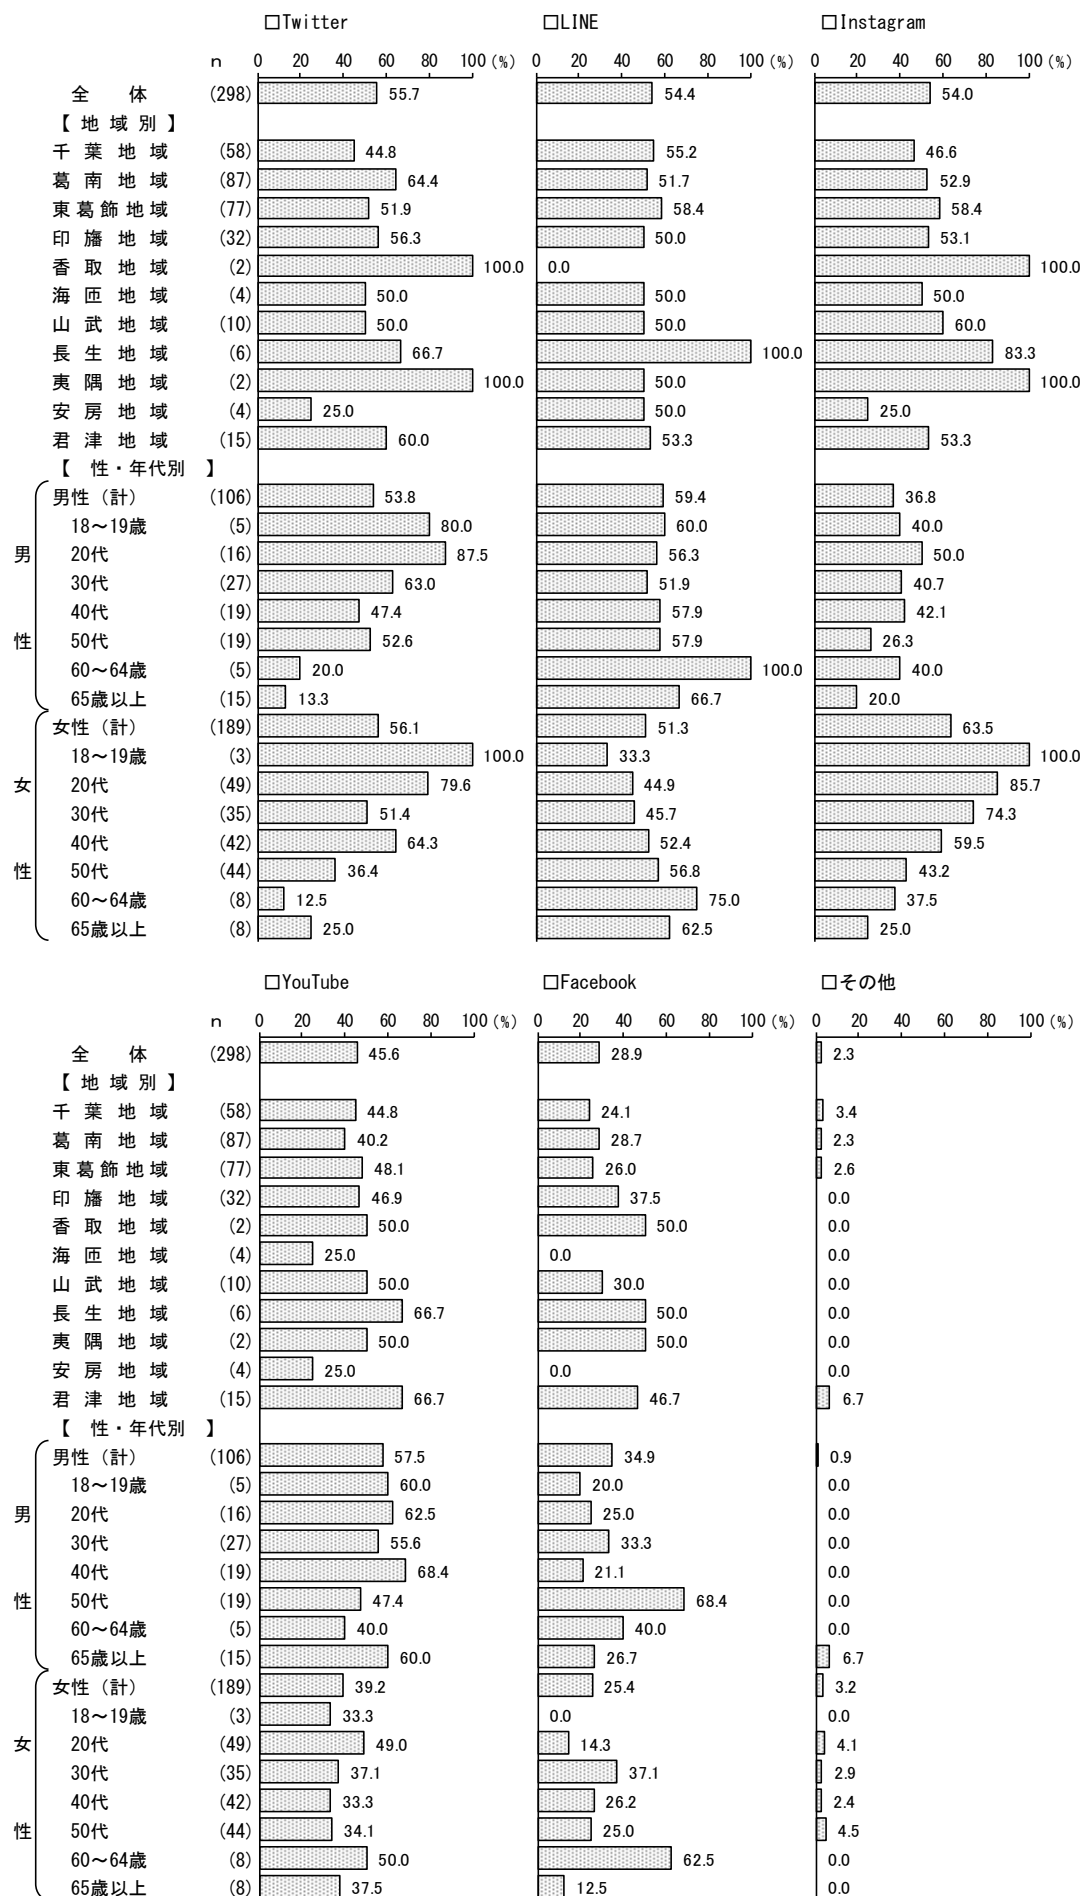 □Twitter □LINE □Instagram
n 0 20 40 60 80 100 (%) 0 20 40 60 80 100 (%) 0 20 40 60 80 100 (%)
全体 (298) 55.7 54.4 54.0
【地域別】
千葉地域 (58) 44.8 55.2 46.6
葛南地域 (87) 64.4 51.7 52.9
東葛飾地域 (77) 51.9 58.4 58.4
印旛地域 (32) 56.3 50.0 53.1
香取地域 (2) 100.0 0.0 100.0
海匝地域 (4) 50.0 50.0 50.0
山武地域 (10) 50.0 50.0 60.0
長生地域 (6) 66.7 100.0 83.3
夷隅地域 (2) 100.0 50.0 100.0
安房地域 (4) 25.0 50.0 25.0
君津地域 (15) 60.0 53.3 53.3
【 性・年代別 】
男性（計） (106) 53.8 59.4 36.8
18～19歳 (5) 80.0 60.0 40.0
男 20代 (16) 87.5 56.3 50.0
30代 (27) 63.0 51.9 40.7
40代 (19) 47.4 57.9 42.1
性 50代 (19) 52.6 57.9 26.3
60～64歳 (5) 20.0 100.0 40.0
65歳以上 (15) 13.3 66.7 20.0
女性（計） (189) 56.1 51.3 63.5
18～19歳 (3) 100.0 33.3 100.0
女 20代 (49) 79.6 44.9 85.7
30代 (35) 51.4 45.7 74.3
40代 (42) 64.3 52.4 59.5
性 50代 (44) 36.4 56.8 43.2
60～64歳 (8) 12.5 75.0 37.5
65歳以上 (8) 25.0 62.5 25.0
□YouTube □Facebook □その他
n 0 20 40 60 80 100 (%) 0 20 40 60 80 100 (%) 0 20 40 60 80 100 (%)
全体 (298) 45.6 28.9 2.3
【地域別】
千葉地域 (58) 44.8 24.1 3.4
葛南地域 (87) 40.2 28.7 2.3
東葛飾地域 (77) 48.1 26.0 2.6
印旛地域 (32) 46.9 37.5 0.0
香取地域 (2) 50.0 50.0 0.0
海匝地域 (4) 25.0 0.0 0.0
山武地域 (10) 50.0 30.0 0.0
長生地域 (6) 66.7 50.0 0.0
夷隅地域 (2) 50.0 50.0 0.0
安房地域 (4) 25.0 0.0 0.0
君津地域 (15) 66.7 46.7 6.7
【 性・年代別 】
男性（計） (106) 57.5 34.9 0.9
18～19歳 (5) 60.0 20.0 0.0
男 20代 (16) 62.5 25.0 0.0
30代 (27) 55.6 33.3 0.0
40代 (19) 68.4 21.1 0.0
性 50代 (19) 47.4 68.4 0.0
60～64歳 (5) 40.0 40.0 0.0
65歳以上 (15) 60.0 26.7 6.7
女性（計） (189) 39.2 25.4 3.2
18～19歳 (3) 33.3 0.0 0.0
女 20代 (49) 49.0 14.3 4.1
30代 (35) 37.1 37.1 2.9
40代 (42) 33.3 26.2 2.4
性 50代 (44) 34.1 25.0 4.5
60～64歳 (8) 50.0 62.5 0.0
65歳以上 (8) 37.5 12.5 0.0